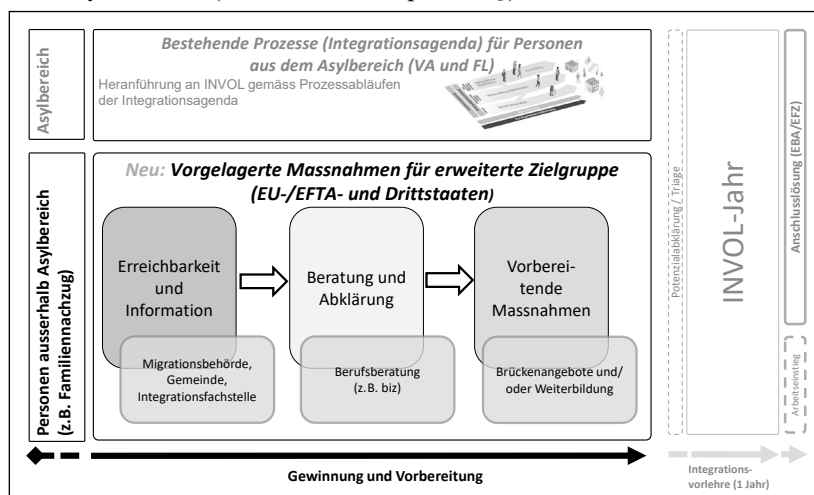 Asylbereich
Bestehende Prozesse (Integrationsagenda) für Personen
aus dem Asylbereich (VA und FL)
Heranführung an INVOL gemäss Prozessabläufen
der Integrationsagenda
Personen ausserhalb Asylbereich
(z.B. Familiennachzug)
Neu: Vorgelagerte Massnahmen für erweiterte Zielgruppe
(EU-/EFTA- und Drittstaaten)
Erreichbarkeit
und
Information
Migrationsbehörde,
Gemeinde,
Integrationsfachstelle
Beratung und
Abklärung
Berufsberatung
(z.B. biz)
Vorberei-
tende
Massnahmen
Brückenangebote und/
oder Weiterbildung
Potenzialabklärung / Triage
INVOL-Jahr
Anschlusslösung (EBA/EFZ)
Arbeitseinstieg
Gewinnung und Vorbereitung
Integrations-
vorlehre (1 Jahr)